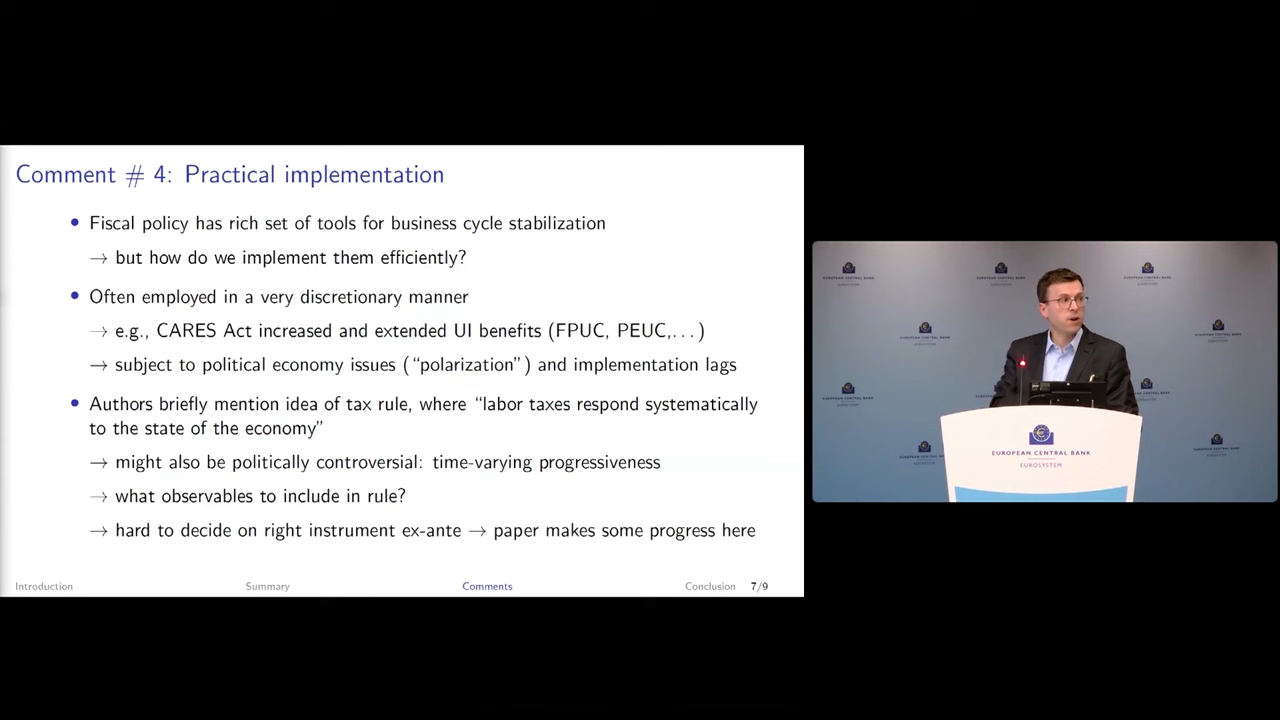 Comment # 4: Practical implementation
• Fiscal policy has rich set of tools for business cycle stabilization
→ but how do we implement them efficiently?
• Often employed in a very discretionary manner
→ e.g., CARES Act increased and extended UI benefits (FPUC, PEUC,...)
→ subject to political economy issues (“polarization”) and implementation lags
• Authors briefly mention idea of tax rule, where “labor taxes respond systematically
to the state of the economy”
→ might also be politically controversial: time-varying progressiveness
→ what observables to include in rule?
→ hard to decide on right instrument ex-ante → paper makes some progress here
Introduction Summary Comments Conclusion 7/9
EUROPEAN CENTRAL BANK
EUROSYSTEM